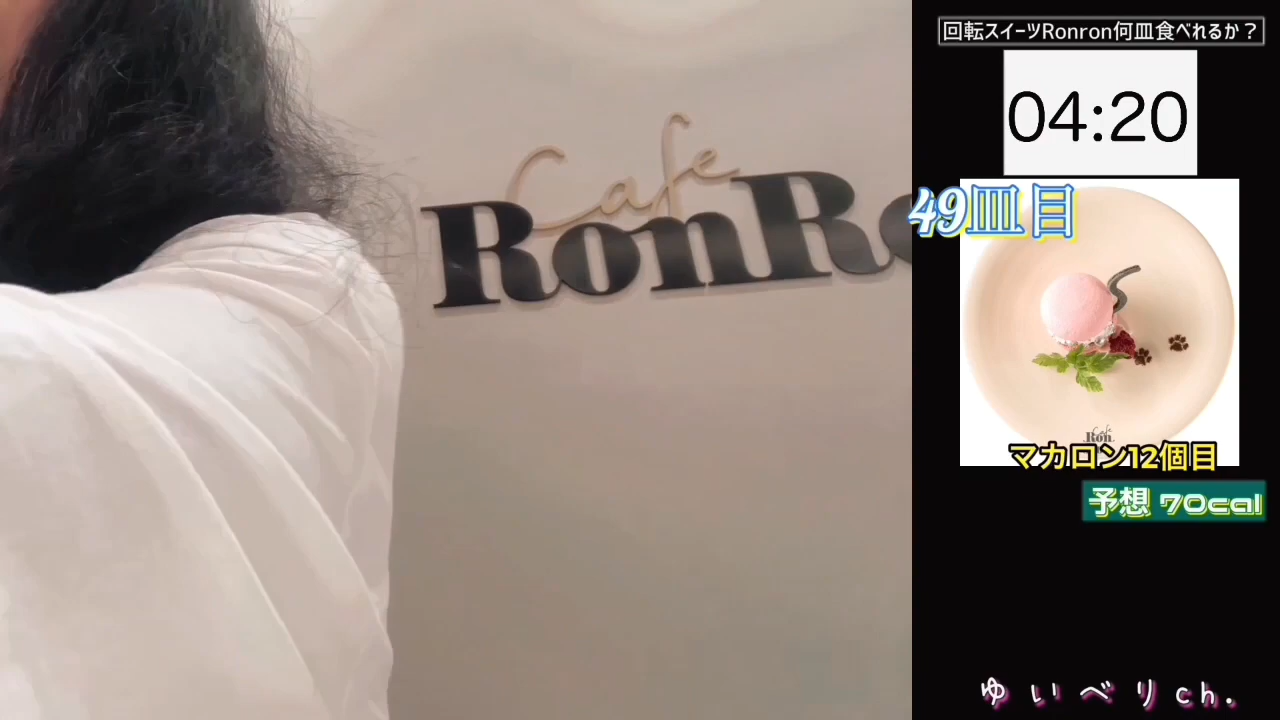 Cafe
RonRo
回転スイーツRonron何皿食べれるか？
04:20
49皿目
Cafe
Ron
マカロン12個目
予想 70cal
ゆいべりch.